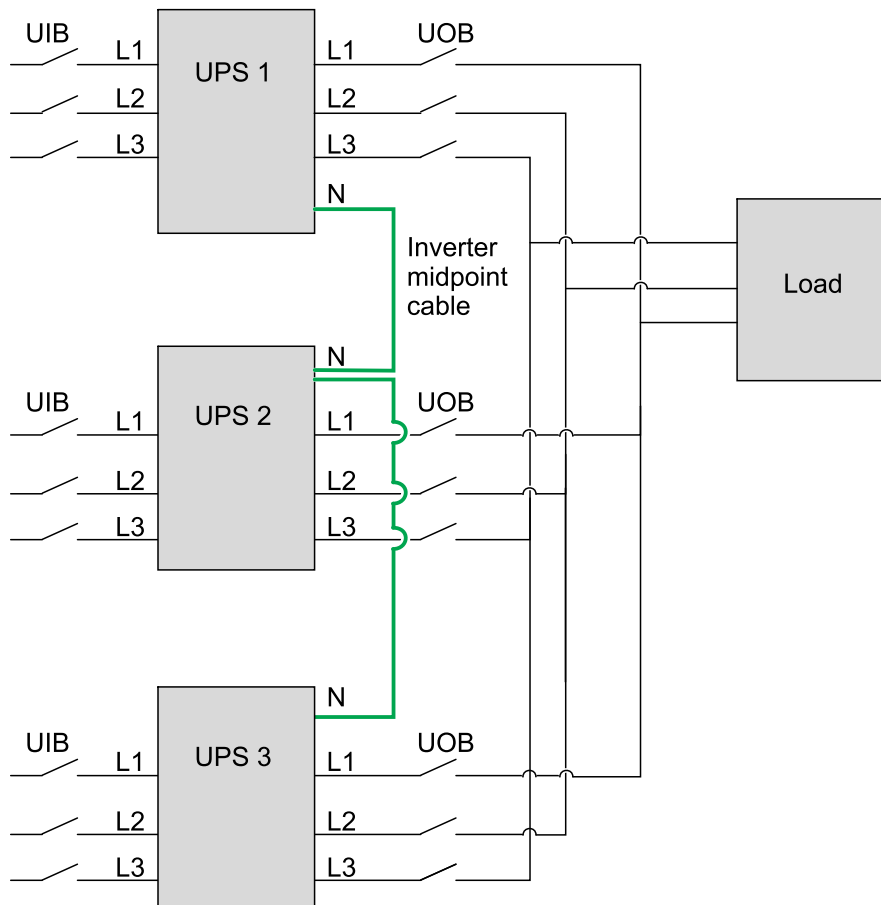 UIB
L1
UPS 1
L1
UOB
L2
L2
L3
L3
N
Inverter
midpoint
cable
Load
N
UIB
L1
UPS 2
L1
UOB
L2
L2
L3
L3
N
UIB
L1
UPS 3
L1
UOB
L2
L2
L3
L3